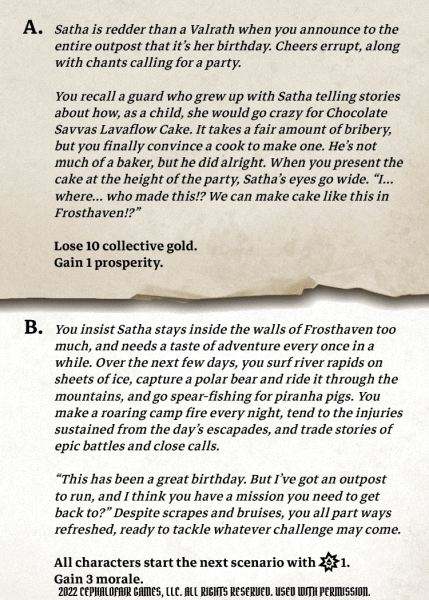 A. Satha is redder than a Valrath when you announce to the
entire outpost that it's her birthday. Cheers errupt, along
with chants calling for a party.
You recall a guard who grew up with Satha telling stories
about how, as a child, she would go crazy for Chocolate
Savvas Lavaflow Cake. It takes a fair amount of bribery,
but you finally convince a cook to make one. He's not
much of a baker, but he did alright. When you present the
cake at the height of the party, Satha's eyes go wide. "I...
where... who made this!? We can make cake like this in
Frosthaven!?"
Lose 10 collective gold.
Gain 1 prosperity.
B. You insist Satha stays inside the walls of Frosthaven too
much, and needs a taste of adventure every once in a
while. Over the next few days, you surf river rapids on
sheets of ice, capture a polar bear and ride it through the
mountains, and go spear-fishing for piranha pigs. You
make a roaring camp fire every night, tend to the injuries
sustained from the day's escapades, and trade stories of
epic battles and close calls.
"This has been a great birthday. But I've got an outpost
to run, and I think you have a mission you need to get
back to?" Despite scrapes and bruises, you all part ways
refreshed, ready to tackle whatever challenge may come.
All characters start the next scenario with 1.
Gain 3 morale.
2022 CEPHALOFAIR GAMES, LLC. ALL RIGHTS RESERVED. USED WITH PERMISSION.